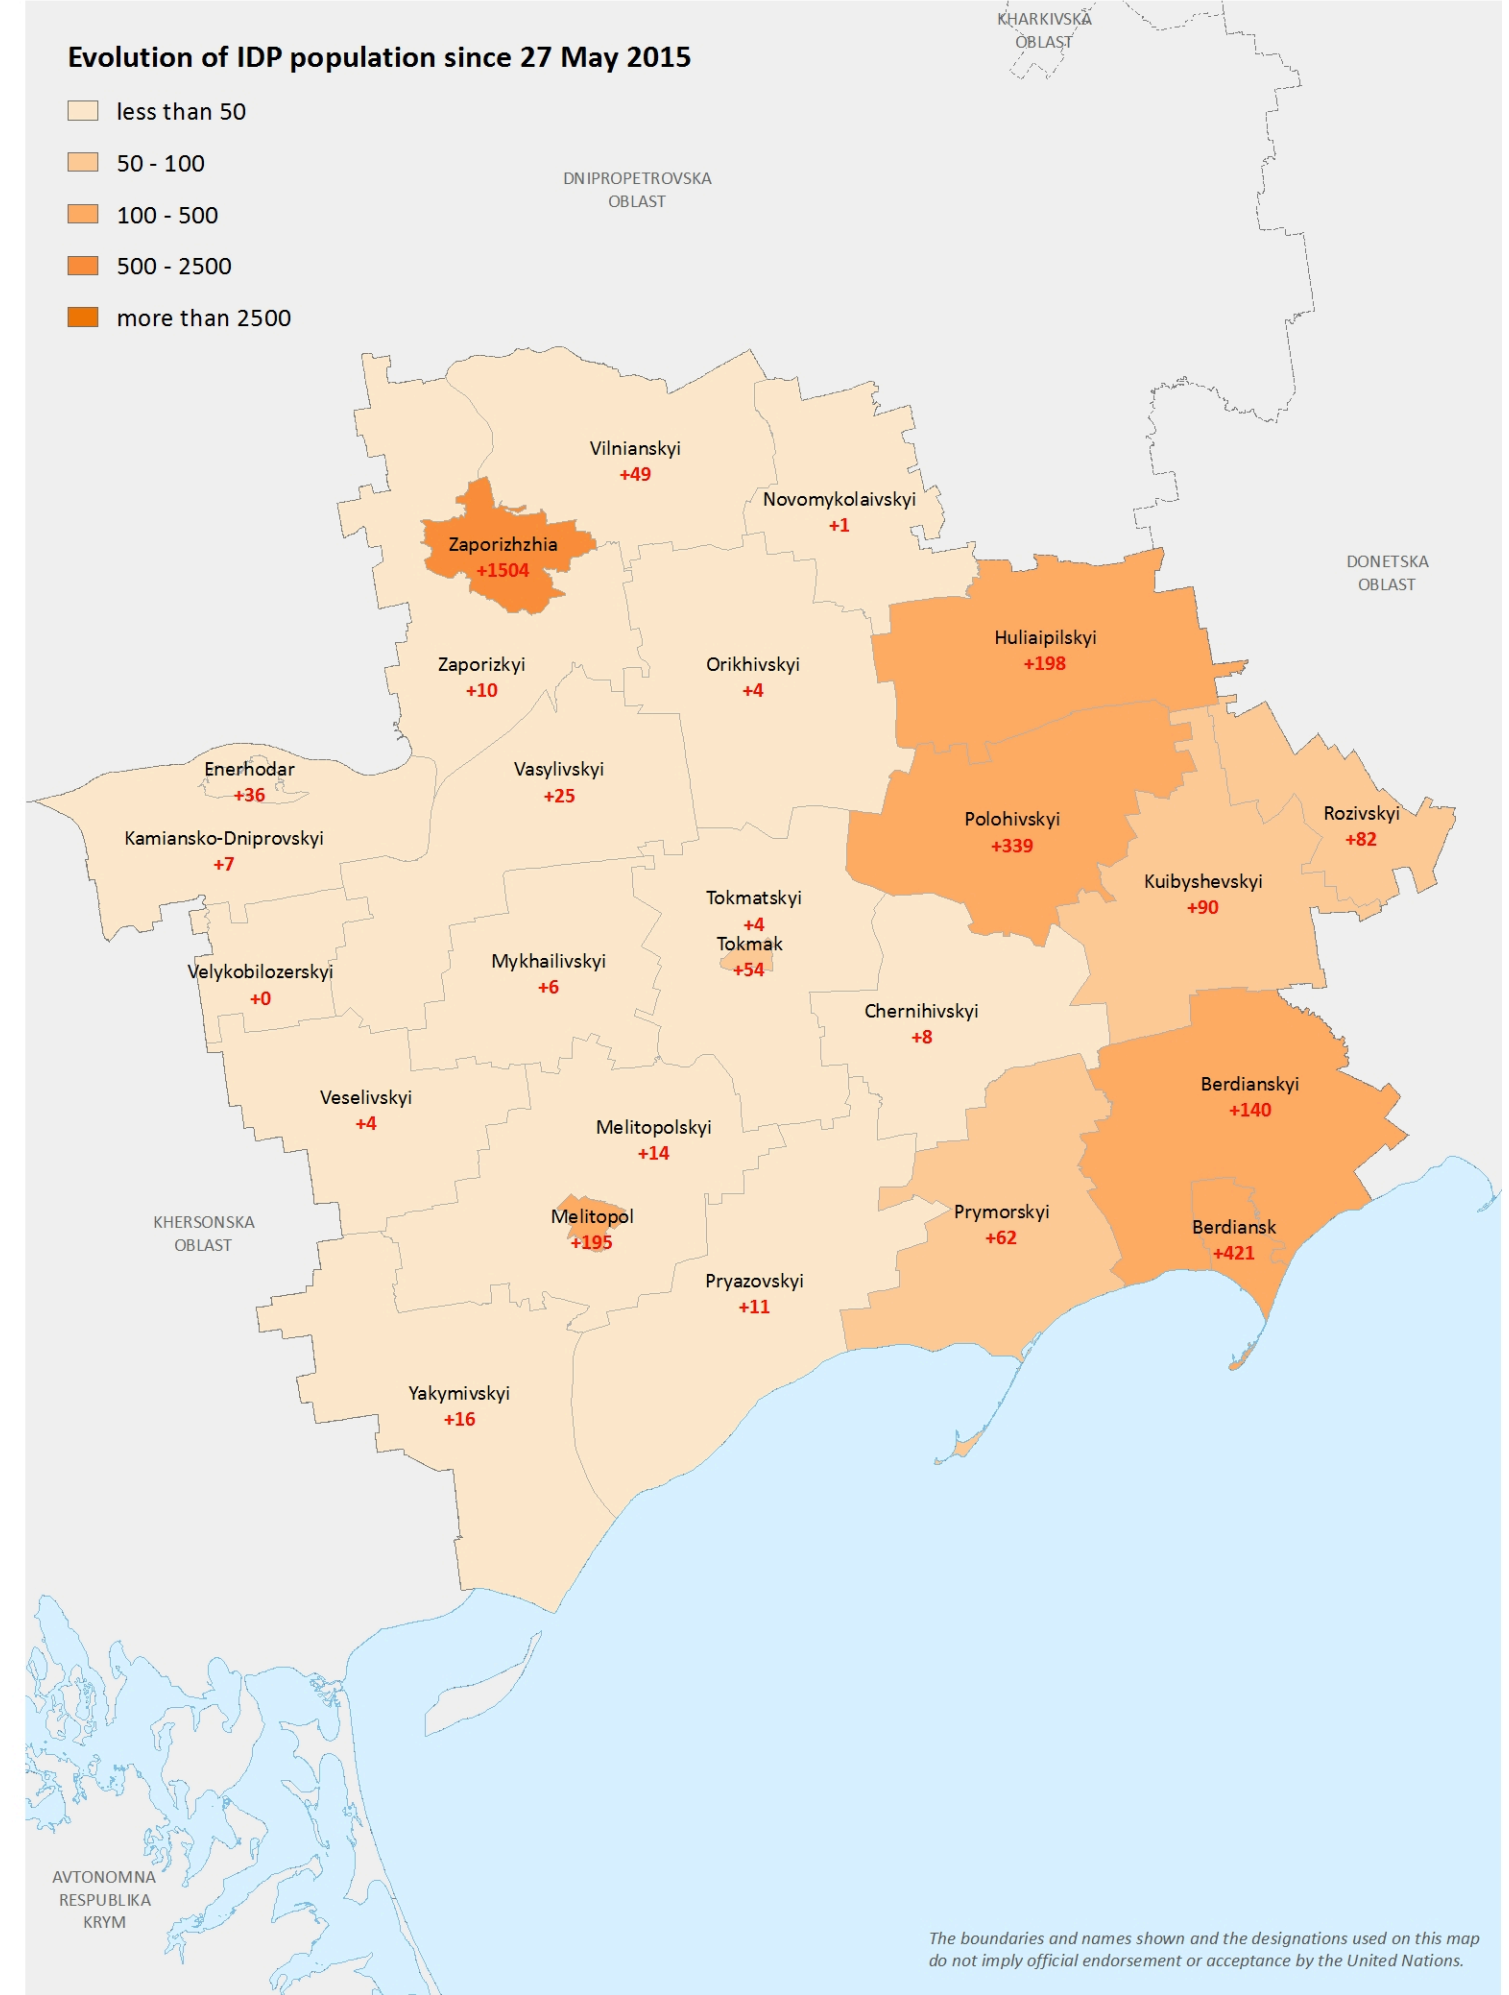 KHARKIVSKA
OBLAST
Evolution of IDP population since 27 May 2015
less than 50
50 - 100
100 - 500
500 - 2500
more than 2500
DNIPROPETROVSKA
OBLAST
Vilnianskyi
+49
Novomykolaivskyi
+1
Zaporizhzhia
+1504
DONETSKA
OBLAST
Huliaipilskyi
+198
Zaporizkyi
+10
Orikhivskyi
+4
Enerhodar
+36
Vasylivskyi
+25
Kamiansko-Dniprovskyi
+7
Polohivskyi
+339
Rozivskyi
+82
Kuibyshevskyi
+90
Tokmatskyi
+4
Tokmak
+54
Velykobilozerskyi
+0
Mykhailivskyi
+6
Chernihivskyi
+8
Veselivskyi
+4
Melitopolskyi
+14
Berdianskyi
+140
KHERSONSKA
OBLAST
Melitopol
+195
Prymorskyi
+62
Berdiansk
+421
Pryazovskyi
+11
Yakymivskyi
+16
AVTONOMNA
RESPUBLIKA
KRYM
The boundaries and names shown and the designations used on this map
do not imply official endorsement or acceptance by the United Nations.